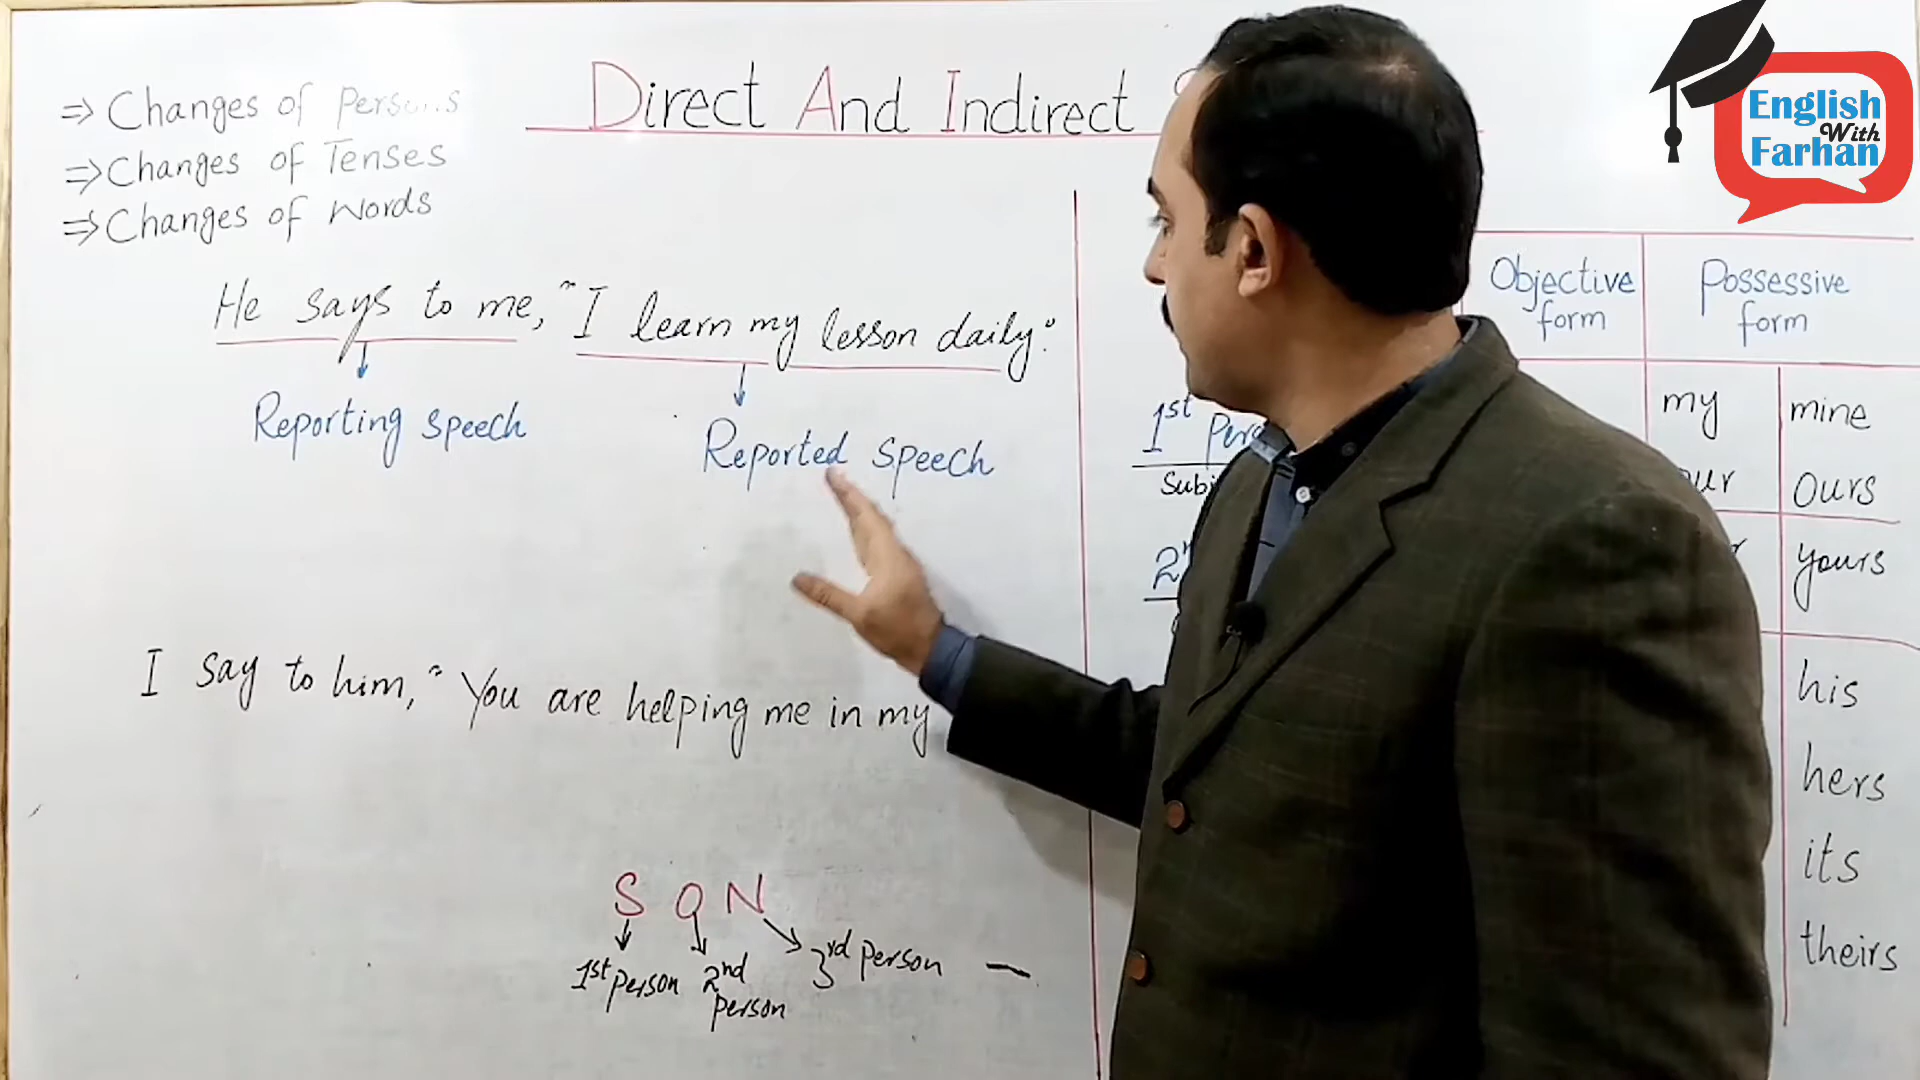 Direct And Indirect
English
With
Farhan
⇒ Changes of Persons
⇒ Changes of Tenses
⇒ Changes of Words
He says to me, "I learn my lesson daily."
Reporting speech
Reported speech
I say to him, "You are helping me in my
S O N
1st person
2nd person
3rd person —
Objective form
Possessive form
1st
my
mine
ours
yours
his
hers
its
theirs